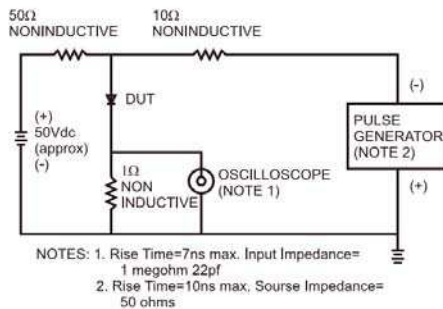 50Ω
NONINDUCTIVE
10Ω
NONINDUCTIVE
DUT
(+)
50Vdc
(approx)
(-)
1Ω
NON
INDUCTIVE
OSCILLOSCOPE
(NOTE 1)
(-)
PULSE
GENERATOR
(NOTE 2)
(+)
NOTES: 1. Rise Time=7ns max. Input Impedance=
1 megohm 22pf
2. Rise Time=10ns max. Sourse Impedance=
50 ohms